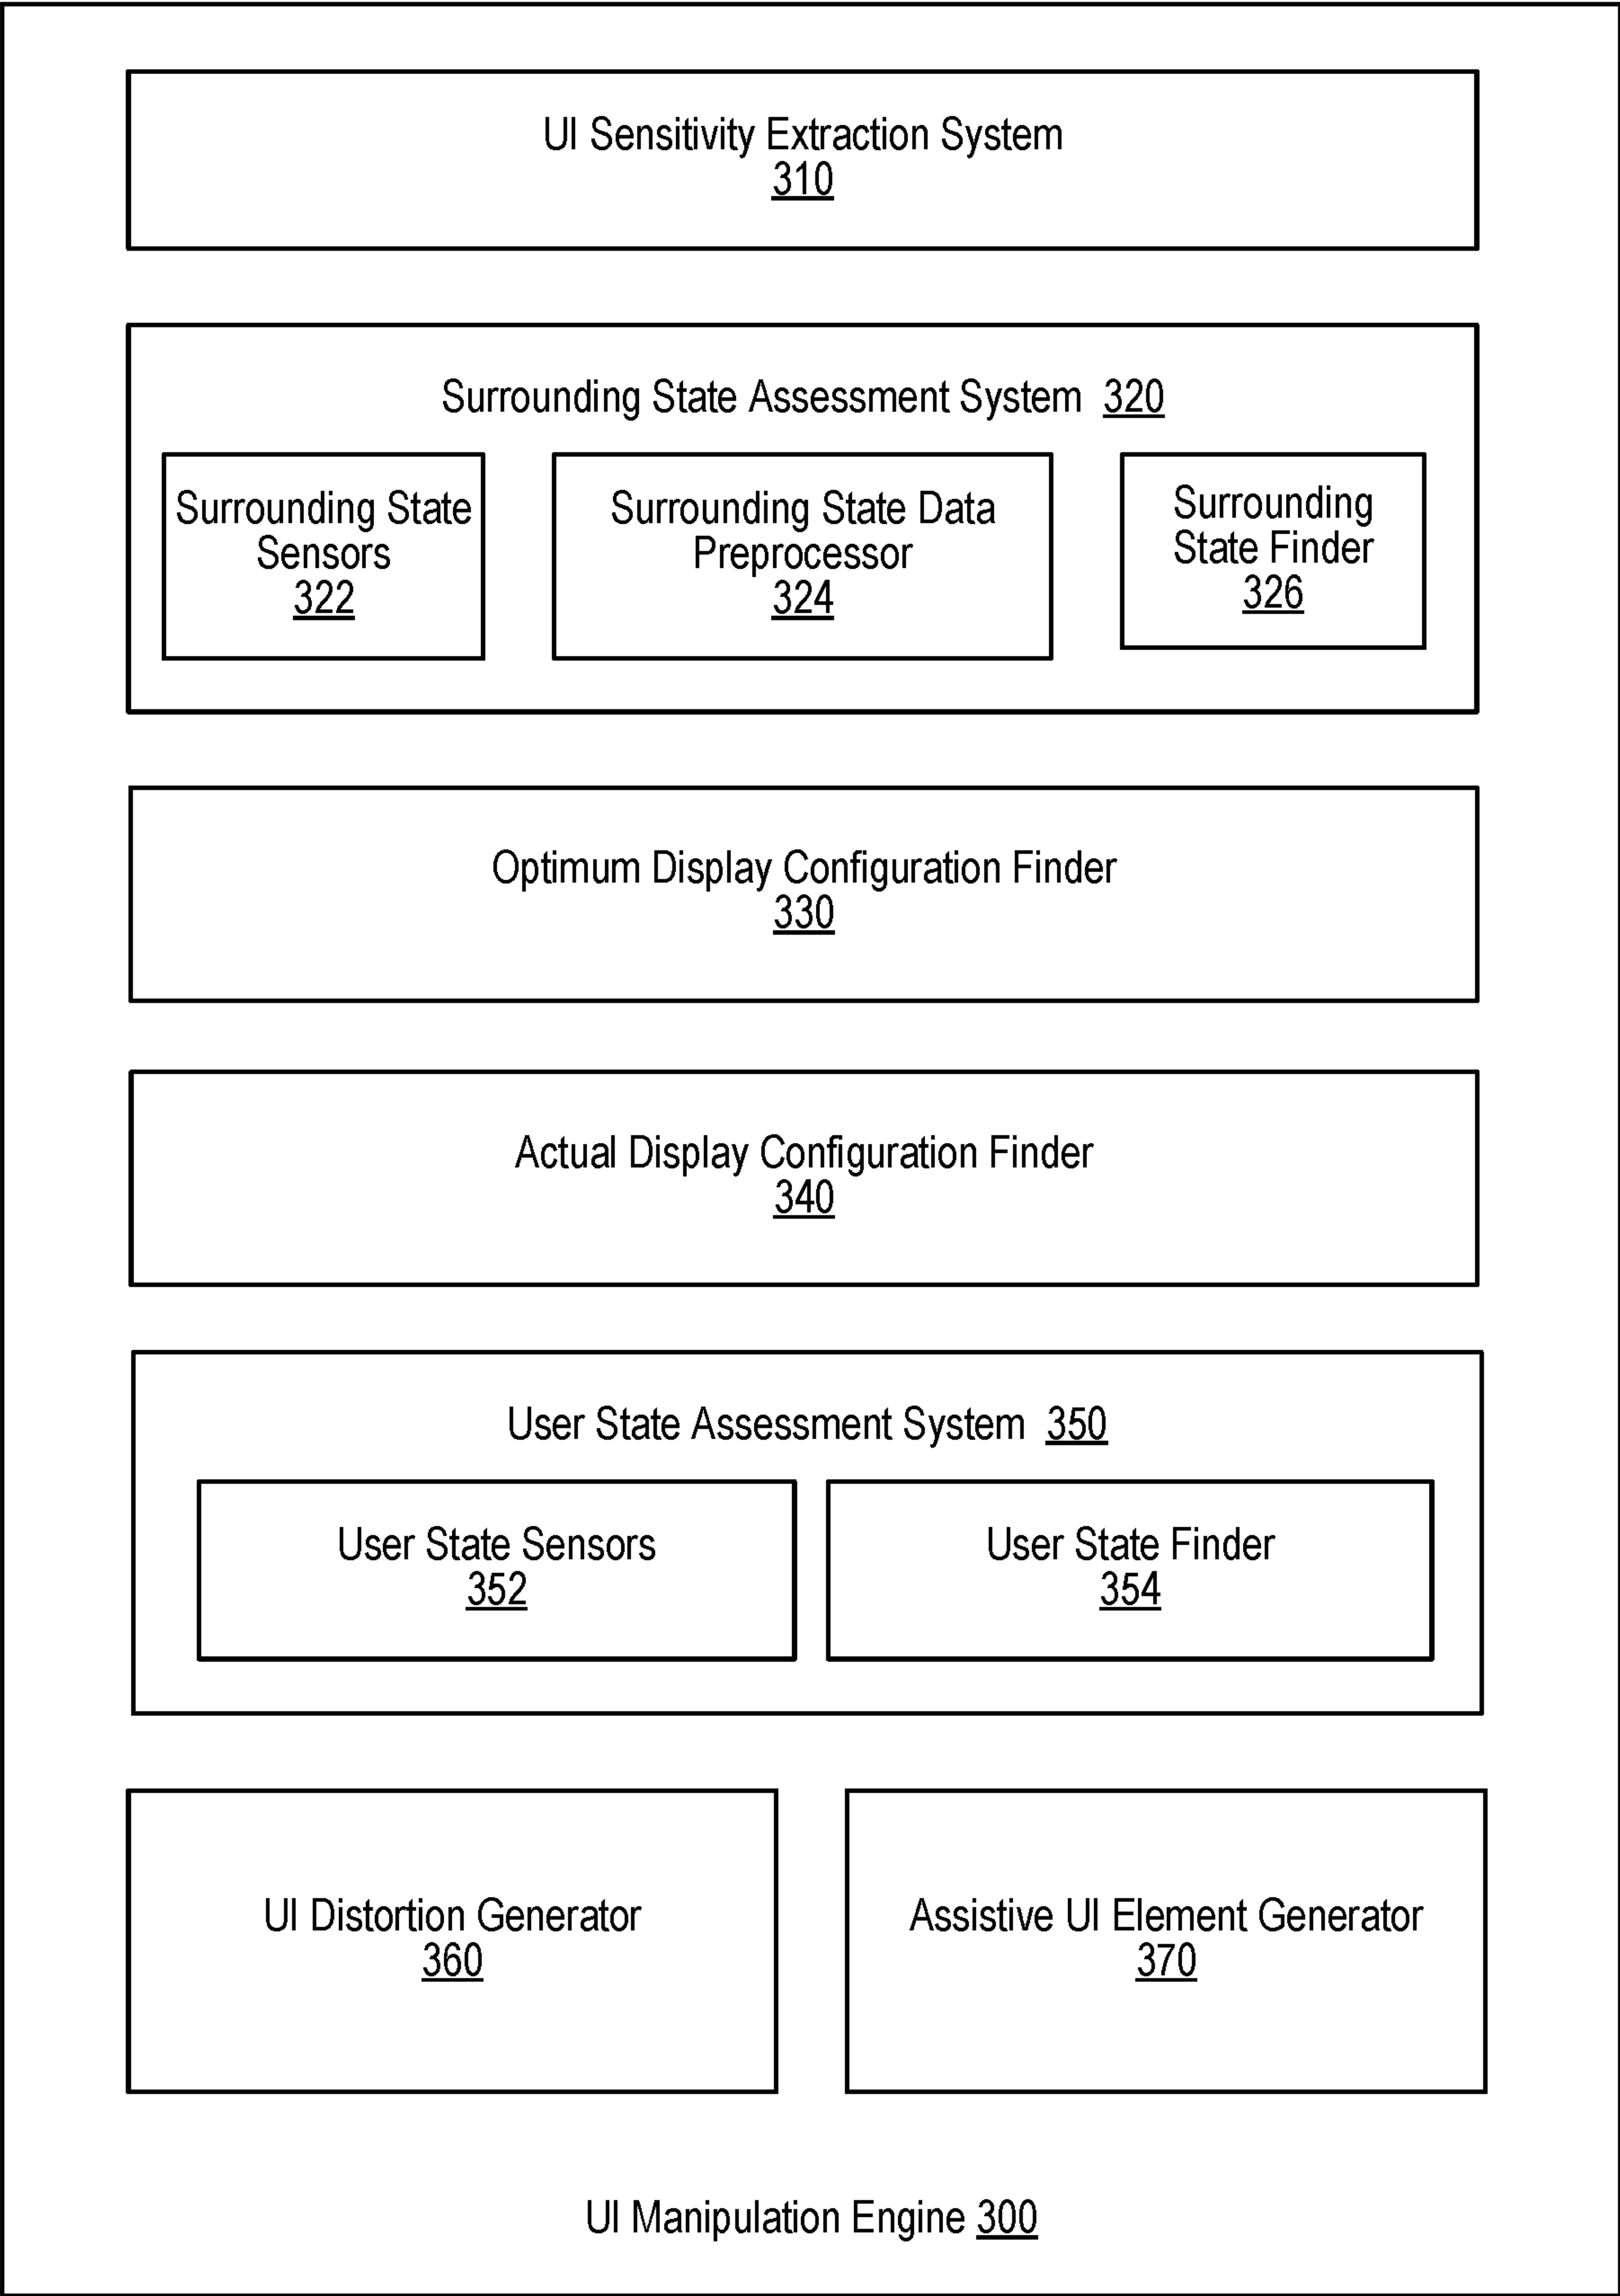 UI Sensitivity Extraction System
310
Surrounding State Assessment System 320
Surrounding State
Sensors
322
Surrounding State Data
Preprocessor
324
Surrounding
State Finder
326
Optimum Display Configuration Finder
330
Actual Display Configuration Finder
340
User State Assessment System 350
User State Sensors
352
User State Finder
354
UI Distortion Generator
360
Assistive UI Element Generator
370
UI Manipulation Engine 300